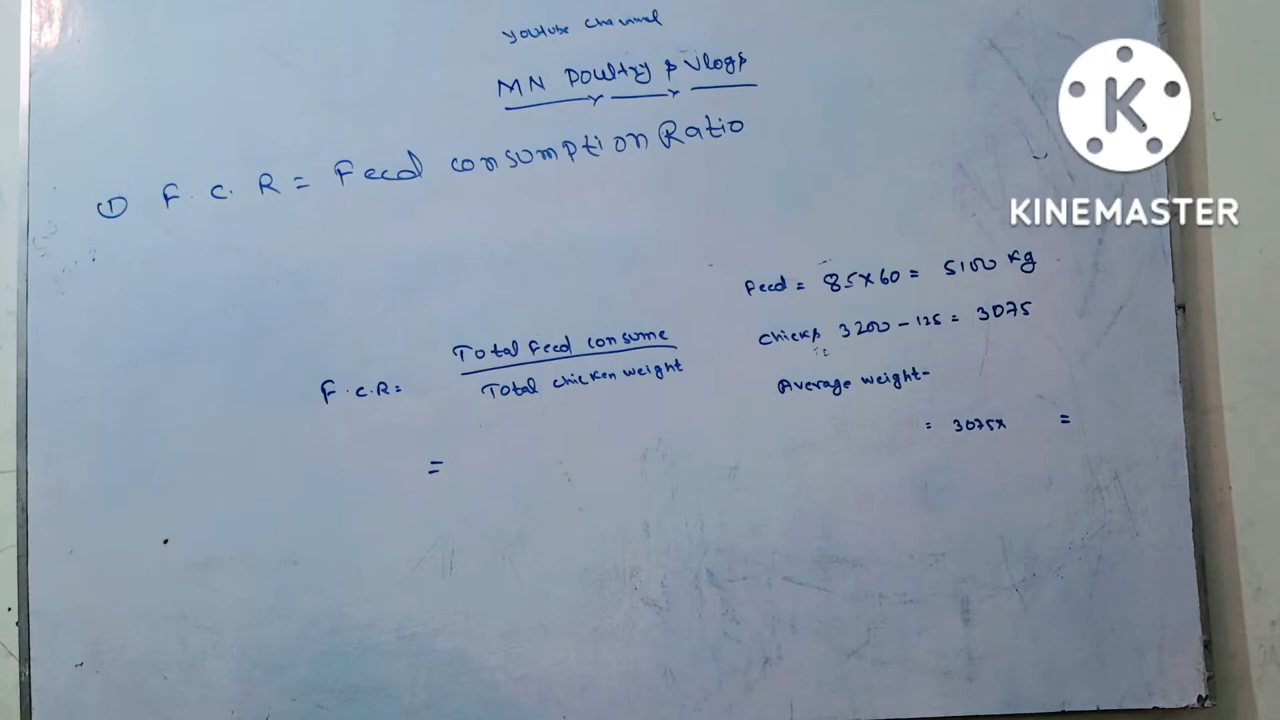 youtube channel
MN Poultry & Vlogs
① F. C. R = Feed consumption Ratio
Feed = 85x60 = 5100 Kg
Chicks 3200 - 125 = 3075
Average weight-
= 3075x =
F.C.R = Total Feed consume
Total chicken weight
=
K
KINEMASTER